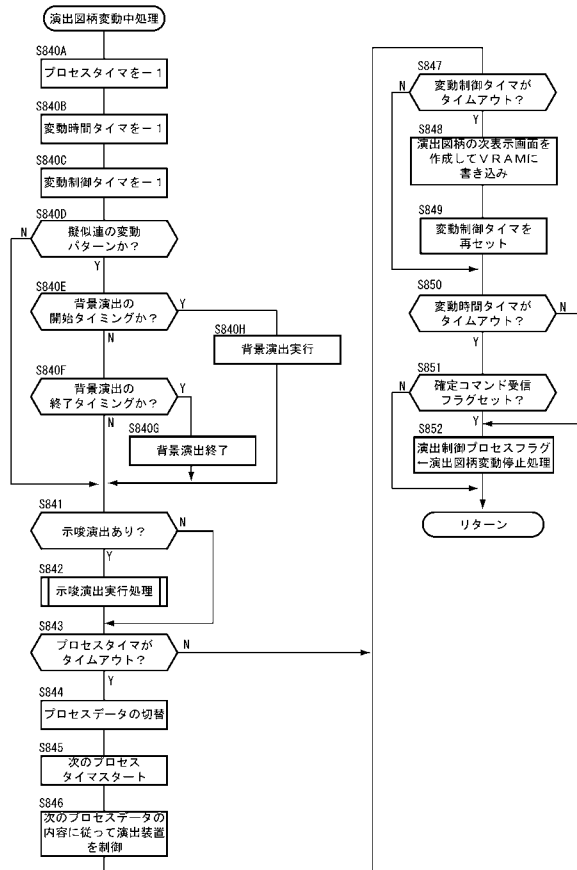 演出図柄変動中処理
S840A
プロセスタイマをー１
S840B
変動時間タイマをー１
S840C
変動制御タイマをー１
S840D
N
擬似連の変動
パターンか？
Y
S840E
背景演出の
開始タイミングか？
Y
N
S840H
背景演出実行
S840F
背景演出の
終了タイミングか？
Y
N
S840G
背景演出終了
S841
示唆演出あり？
N
Y
S842
示唆演出実行処理
S843
プロセスタイマが
タイムアウト？
N
Y
S844
プロセスデータの切替
S845
次のプロセス
タイマスタート
S846
次のプロセスデータの
内容に従って演出装置
を制御
S847
N
変動制御タイマが
タイムアウト？
Y
S848
演出図柄の次表示画面を
作成してＶＲＡＭに
書き込み
S849
変動制御タイマを
再セット
S850
変動時間タイマが
タイムアウト？
N
Y
S851
N
確定コマンド受信
フラグセット？
Y
S852
演出制御プロセスフラグ
←演出図柄変動停止処理
リターン